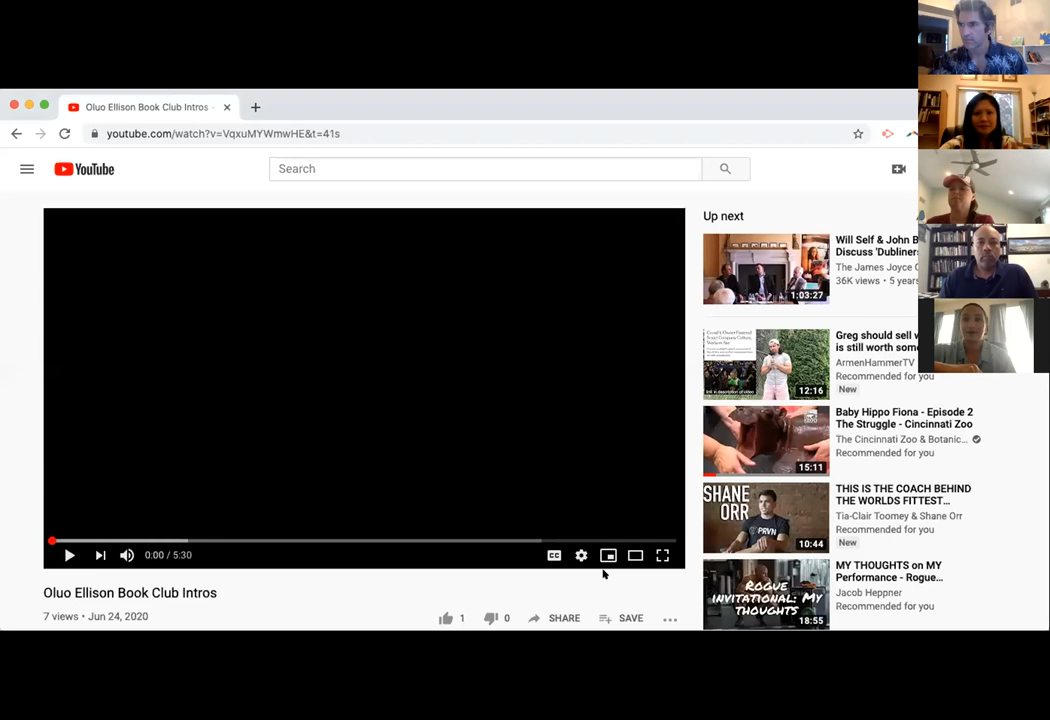 Oluo Ellison Book Club Intros -
youtube.com/watch?v=VqxuMYWmwHE&t=41s
YouTube
Search
Up next
Will Self & John B
Discuss 'Dubliners
The James Joyce C
36K views • 5 years
1:03:27
Greg should sell
is still worth som
ArmenHammerTV
Recommended for you
New
12:16
Baby Hippo Fiona - Episode 2
The Struggle - Cincinnati Zoo
The Cincinnati Zoo & Botanic...
Recommended for you
15:11
SHANE
ORR
PRVN
10:44
THIS IS THE COACH BEHIND
THE WORLDS FITTEST...
Tia-Clair Toomey & Shane Orr
Recommended for you
New
ROGUE
INVITATIONAL: MY
THOUGHTS
18:55
MY THOUGHTS on MY
Performance - Rogue...
Jacob Heppner
Recommended for you
0:00 / 5:30
CC
Oluo Ellison Book Club Intros
7 views • Jun 24, 2020
1 0 SHARE SAVE